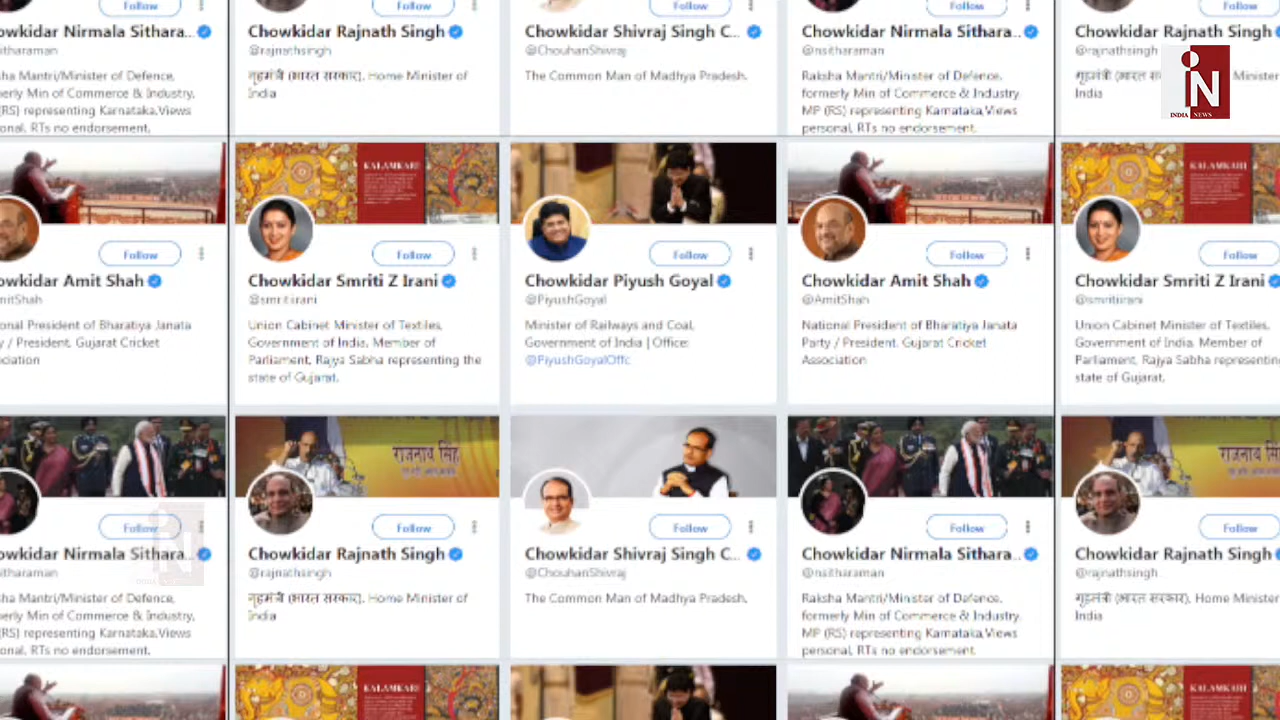 Follow Follow Follow Follow Follow
owkidar Nirmala Sithara.. Chowkidar Rajnath Singh Chowkidar Shivraj Singh C... Chowkidar Nirmala Sithara.. Chowkidar Rajnath Singh
itharaman @rajnathsingh @ChouhanShivraj @nsitharaman @rajnathsingh
sha Mantri/Minister of Defence, गृहमंत्री (भारत सरकार), Home Minister of The Common Man of Madhya Pradesh. Raksha Mantri/Minister of Defence, गृहमंत्री (भारत Minister
erly Min of Commerce & Industry, India formerly Min of Commerce & Industry India
(RS) representing Karnataka,Views MP (RS) representing Karnataka,Views
sonal, RTs no endorsement. personal, RTs no endorsement.
iN
INDIA NEWS
KALAMKARI KALAMKARI
Follow Follow Follow Follow Follow
owkidar Amit Shah Chowkidar Smriti Z Irani Chowkidar Piyush Goyal Chowkidar Amit Shah Chowkidar Smriti Z Irani
mitShah @smritiirani @PiyushGoyal @AmitShah @smritiirani
onal President of Bharatiya Janata Union Cabinet Minister of Textiles, Minister of Railways and Coal, National President of Bharatiya Janata Union Cabinet Minister of Textiles,
y / President, Gujarat Cricket Government of India, Member of Government of India | Office: Party / President, Gujarat Cricket Government of India, Member of
ciation Parliament, Rajya Sabha representing the @PiyushGoyalOffc Association Parliament, Rajya Sabha representing
state of Gujarat. state of Gujarat.
राजनाथ सिंह राजनाथ सिंह
Follow Follow Follow Follow Follow
owkidar Nirmala Sithara.. Chowkidar Rajnath Singh Chowkidar Shivraj Singh C... Chowkidar Nirmala Sithara.. Chowkidar Rajnath Singh
itharaman @rajnathsingh @ChouhanShivraj @nsitharaman @rajnathsingh
sha Mantri/Minister of Defence, गृहमंत्री (भारत सरकार), Home Minister of The Common Man of Madhya Pradesh. Raksha Mantri/Minister of Defence, गृहमंत्री (भारत सरकार), Home Minister of
erly Min of Commerce & Industry, India formerly Min of Commerce & Industry India
(RS) representing Karnataka,Views MP (RS) representing Karnataka,Views
sonal, RTs no endorsement. personal, RTs no endorsement.
KALAMKARI KALAMKARI